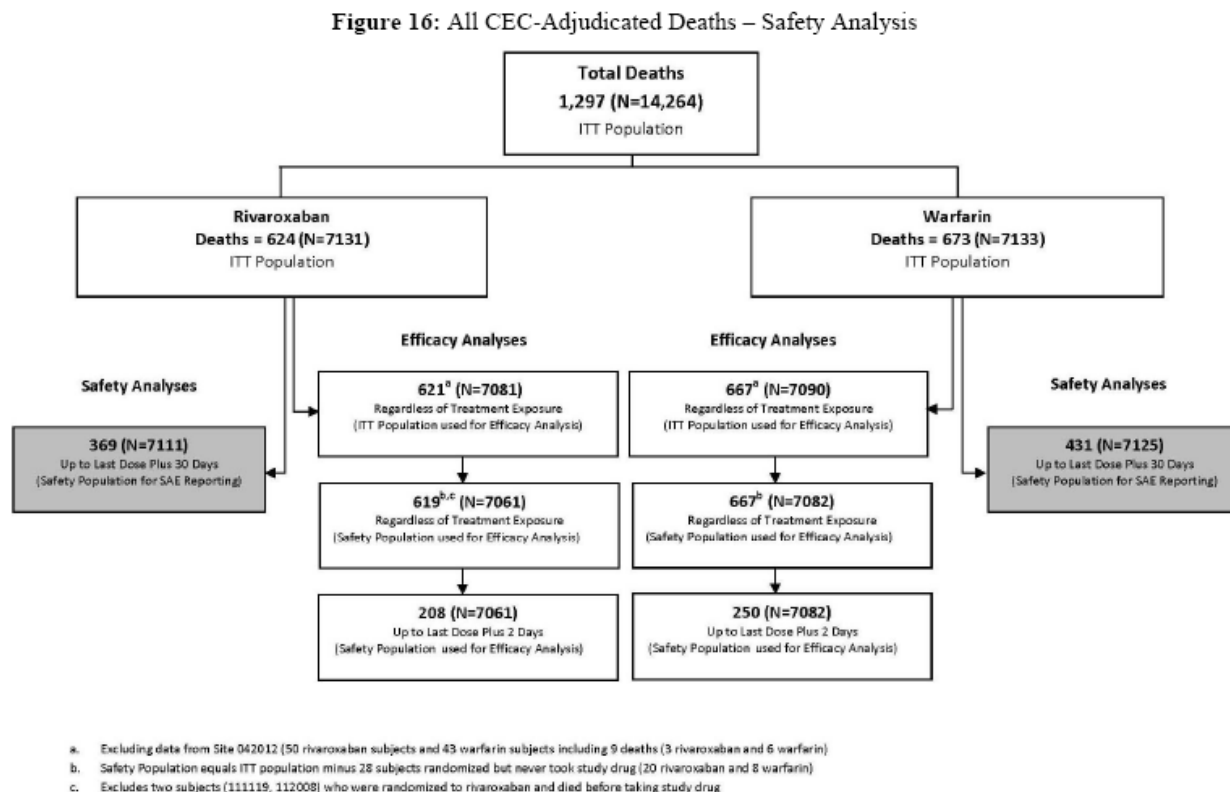 Figure 16: All CEC-Adjudicated Deaths – Safety Analysis
Total Deaths
1,297 (N=14,264)
ITT Population
Rivaroxaban
Deaths = 624 (N=7131)
ITT Population
Warfarin
Deaths = 673 (N=7133)
ITT Population
Safety Analyses
369 (N=7111)
Up to Last Dose Plus 30 Days
(Safety Population for SAE Reporting)
Efficacy Analyses
621a (N=7081)
Regardless of Treatment Exposure
(ITT Population used for Efficacy Analysis)
619b,c (N=7061)
Regardless of Treatment Exposure
(Safety Population used for Efficacy Analysis)
208 (N=7061)
Up to Last Dose Plus 2 Days
(Safety Population used for Efficacy Analysis)
Efficacy Analyses
667a (N=7090)
Regardless of Treatment Exposure
(ITT Population used for Efficacy Analysis)
667b (N=7082)
Regardless of Treatment Exposure
(Safety Population used for Efficacy Analysis)
250 (N=7082)
Up to Last Dose Plus 2 Days
(Safety Population used for Efficacy Analysis)
Safety Analyses
431 (N=7125)
Up to Last Dose Plus 30 Days
(Safety Population for SAE Reporting)
a. Excluding data from Site 042012 (50 rivaroxaban subjects and 43 warfarin subjects including 9 deaths (3 rivaroxaban and 6 warfarin)
b. Safety Population equals ITT population minus 28 subjects randomized but never took study drug (20 rivaroxaban and 8 warfarin)
c. Excludes two subjects (111119, 112008) who were randomized to rivaroxaban and died before taking study drug